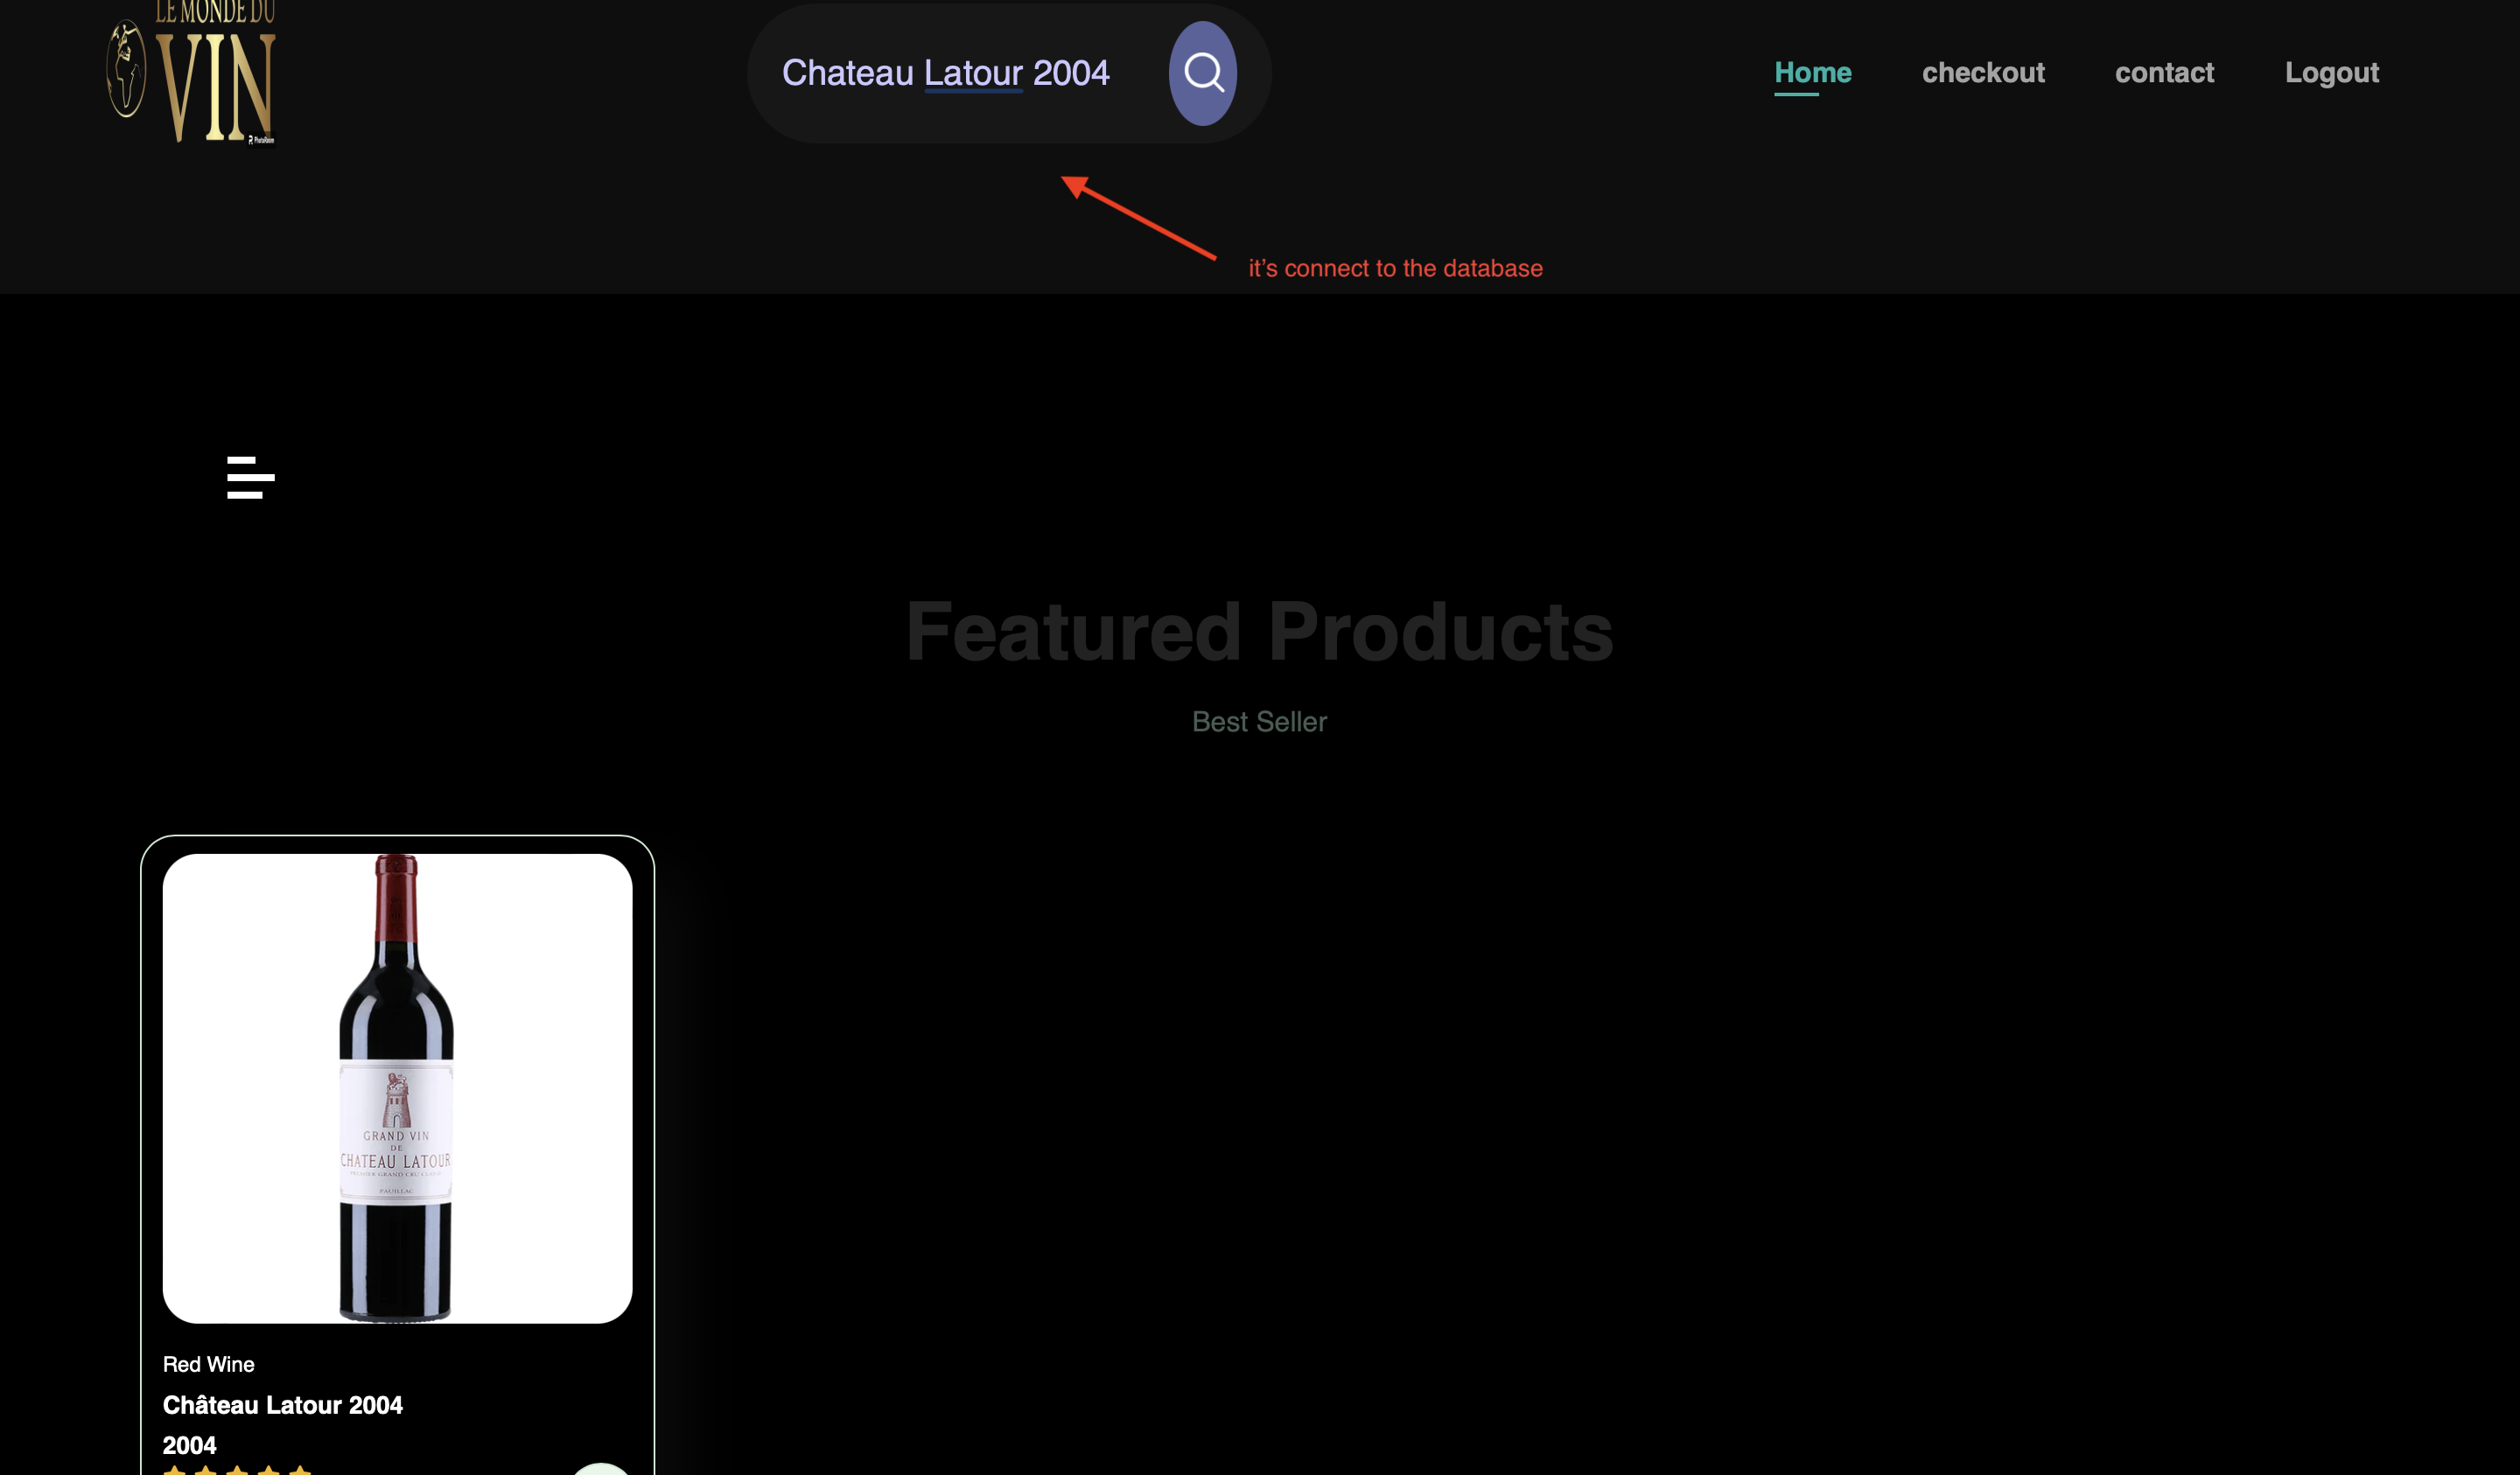 LE MONDE DU
VIN
PhotoRoom
Chateau Latour 2004
Home
checkout
contact
Logout
it’s connect to the database
Featured Products
Best Seller
GRAND VIN
DE
CHATEAU LATOUR
PREMIER GRAND CRU CLASSÉ
PAUILLAC
Red Wine
Château Latour 2004
2004